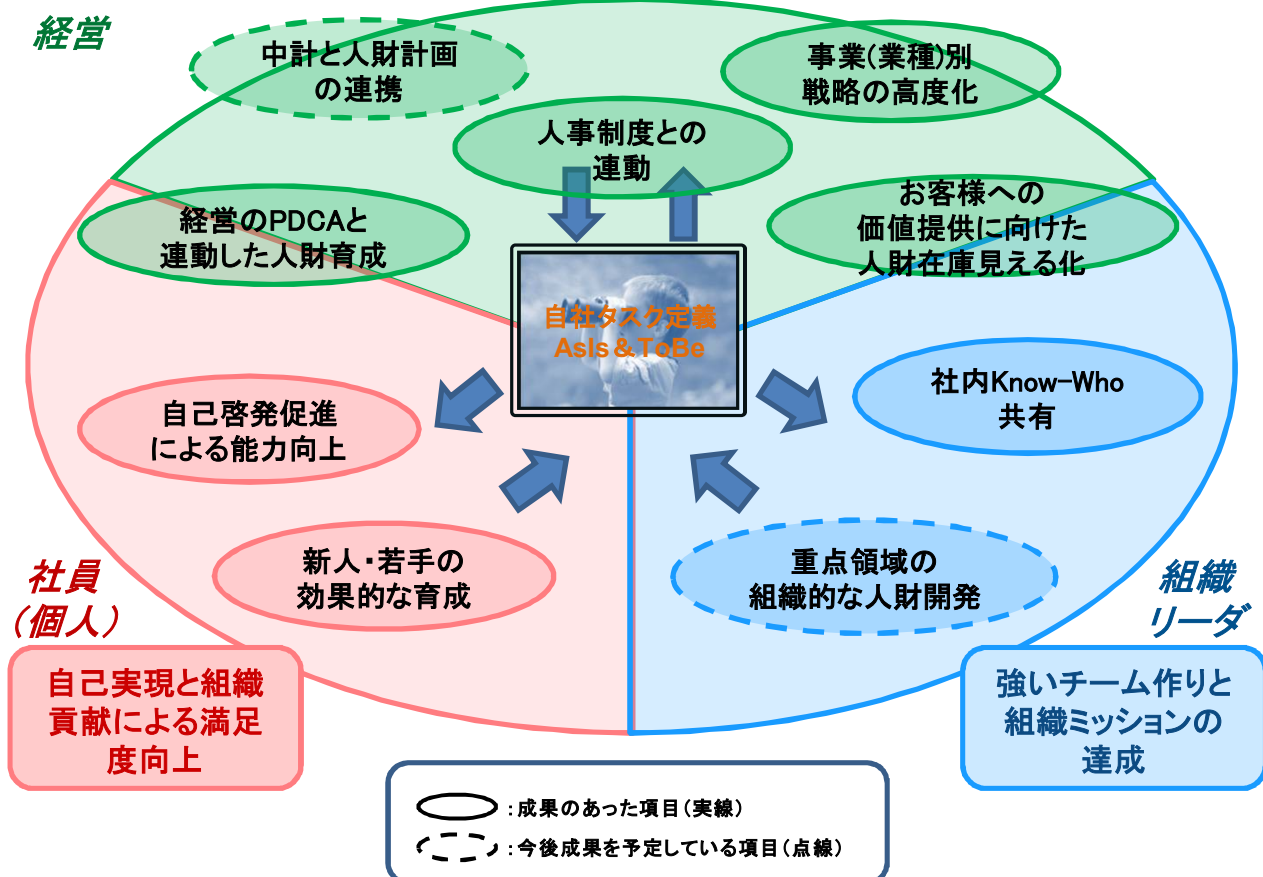 経営
中計と人財計画
の連携
事業(業種)別
戦略の高度化
人事制度との
連動
経営のPDCAと
連動した人財育成
お客様への
価値提供に向けた
人財在庫見える化
自社タスク定義
AsIs＆ToBe
自己啓発促進
による能力向上
社内Know-Who
共有
新人・若手の
効果的な育成
重点領域の
組織的な人財開発
社員
（個人）
組織
リーダ
自己実現と組織
貢献による満足
度向上
強いチーム作りと
組織ミッションの
達成
：成果のあった項目（実線）
：今後成果を予定している項目（点線）